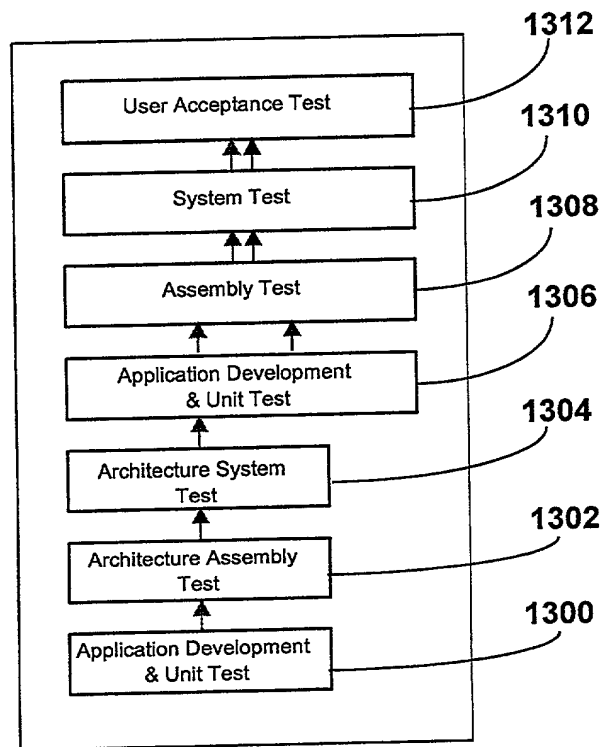 1312
User Acceptance Test
1310
System Test
1308
Assembly Test
1306
Application Development
& Unit Test
1304
Architecture System
Test
1302
Architecture Assembly
Test
1300
Application Development
& Unit Test